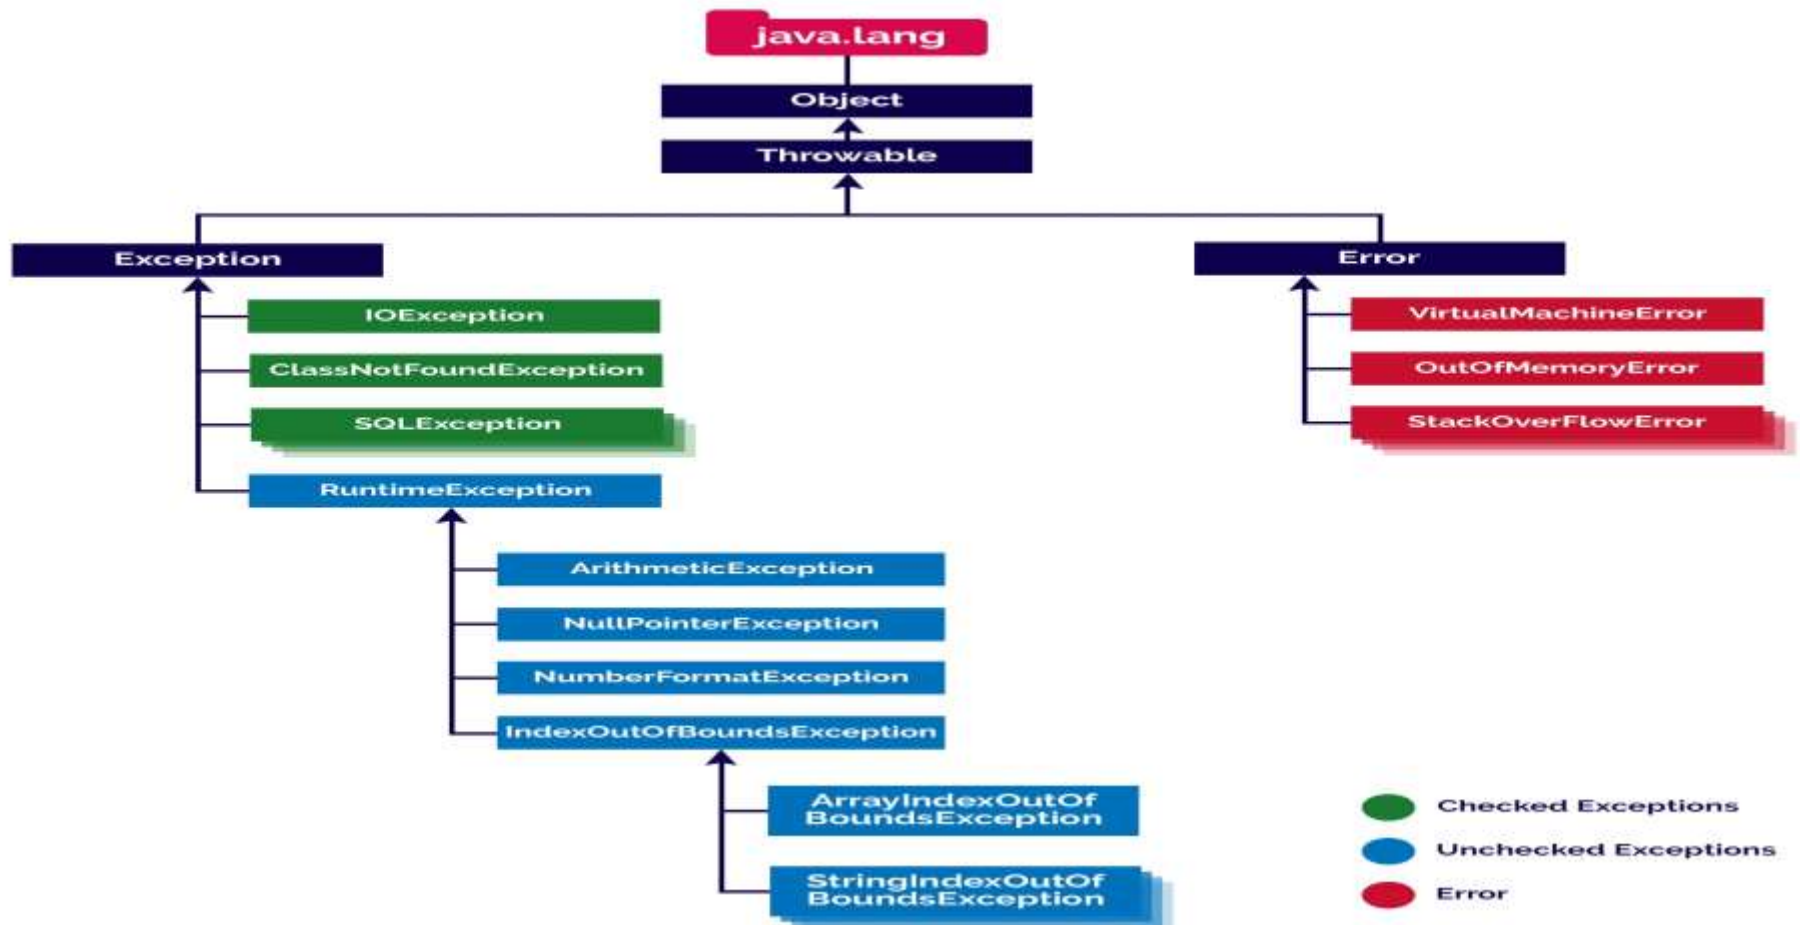 java.lang
Object
Throwable
Exception
Error
IOException
ClassNotFoundException
SQLException
RuntimeException
VirtualMachineError
OutOfMemoryError
StackOverFlowError
ArithmeticException
NullPointerException
NumberFormatException
IndexOutOfBoundsException
ArrayIndexOutOf
BoundsException
StringIndexOutOf
BoundsException
Checked Exceptions
Unchecked Exceptions
Error